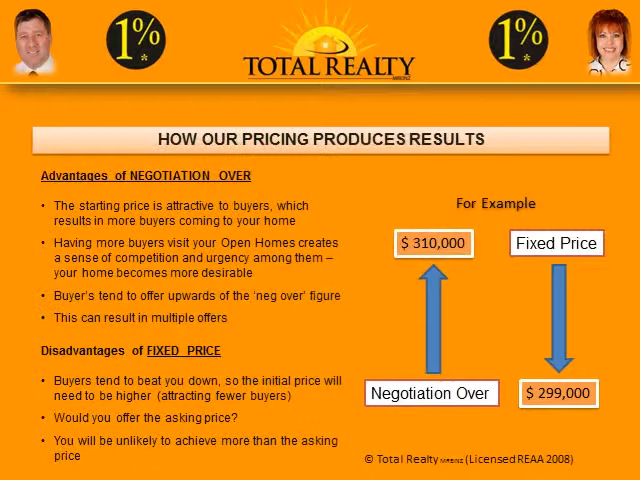 1%
*
TOTAL REALTY
MREINZ
1%
*
HOW OUR PRICING PRODUCES RESULTS
Advantages of NEGOTIATION OVER
• The starting price is attractive to buyers, which
results in more buyers coming to your home
• Having more buyers visit your Open Homes creates
a sense of competition and urgency among them –
your home becomes more desirable
• Buyer’s tend to offer upwards of the ‘neg over’ figure
• This can result in multiple offers
Disadvantages of FIXED PRICE
• Buyers tend to beat you down, so the initial price will
need to be higher (attracting fewer buyers)
• Would you offer the asking price?
• You will be unlikely to achieve more than the asking
price
For Example
$ 310,000
Fixed Price
Negotiation Over
$ 299,000
© Total Realty MREINZ (Licensed REAA 2008)